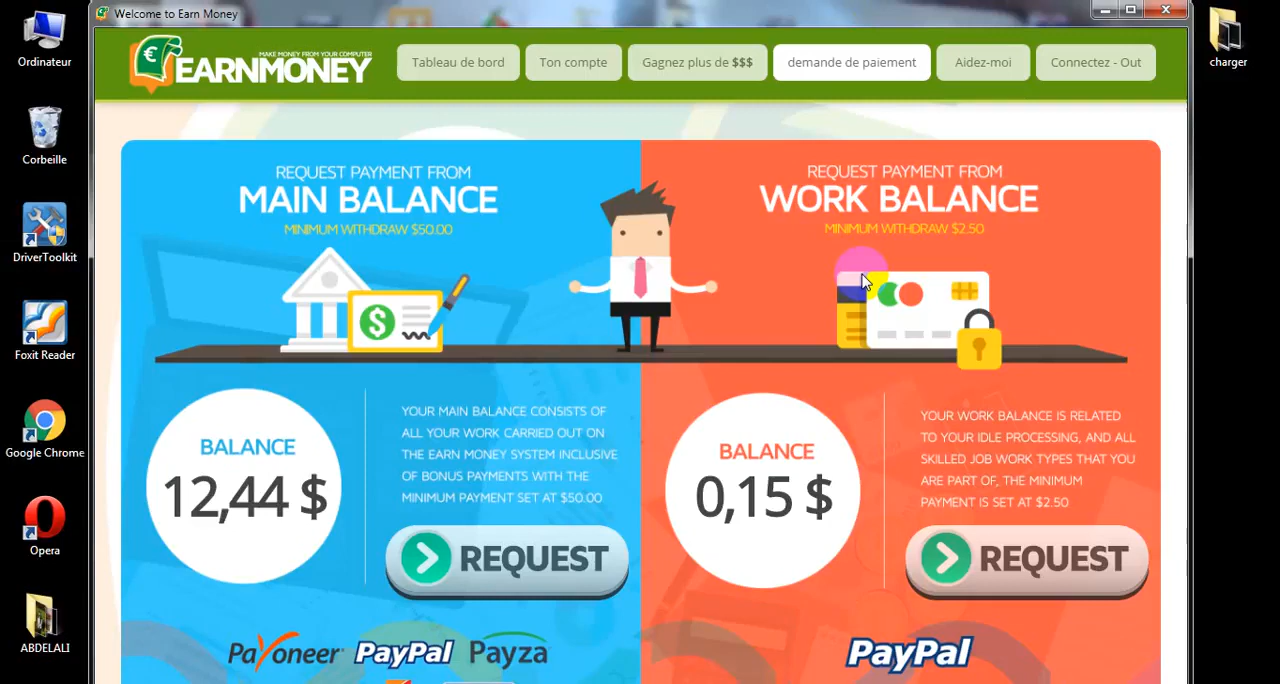 Welcome to Earn Money
Ordinateur
Corbeille
DriverToolkit
Foxit Reader
Google Chrome
Opera
ABDELALI
charger
MAKE MONEY FROM YOUR COMPUTER
EARNMONEY
Tableau de bord
Ton compte
Gagnez plus de $$$
demande de paiement
Aidez-moi
Connectez - Out
REQUEST PAYMENT FROM
MAIN BALANCE
MINIMUM WITHDRAW $50.00
BALANCE
12,44 $
YOUR MAIN BALANCE CONSISTS OF
ALL YOUR WORK CARRIED OUT ON
THE EARN MONEY SYSTEM INCLUSIVE
OF BONUS PAYMENTS WITH THE
MINIMUM PAYMENT SET AT $50.00
REQUEST
Payoneer
PayPal
Payza
REQUEST PAYMENT FROM
WORK BALANCE
MINIMUM WITHDRAW $2.50
BALANCE
0,15 $
YOUR WORK BALANCE IS RELATED
TO YOUR IDLE PROCESSING, AND ALL
SKILLED JOB WORK TYPES THAT YOU
ARE PART OF, THE MINIMUM
PAYMENT IS SET AT $2.50
REQUEST
PayPal